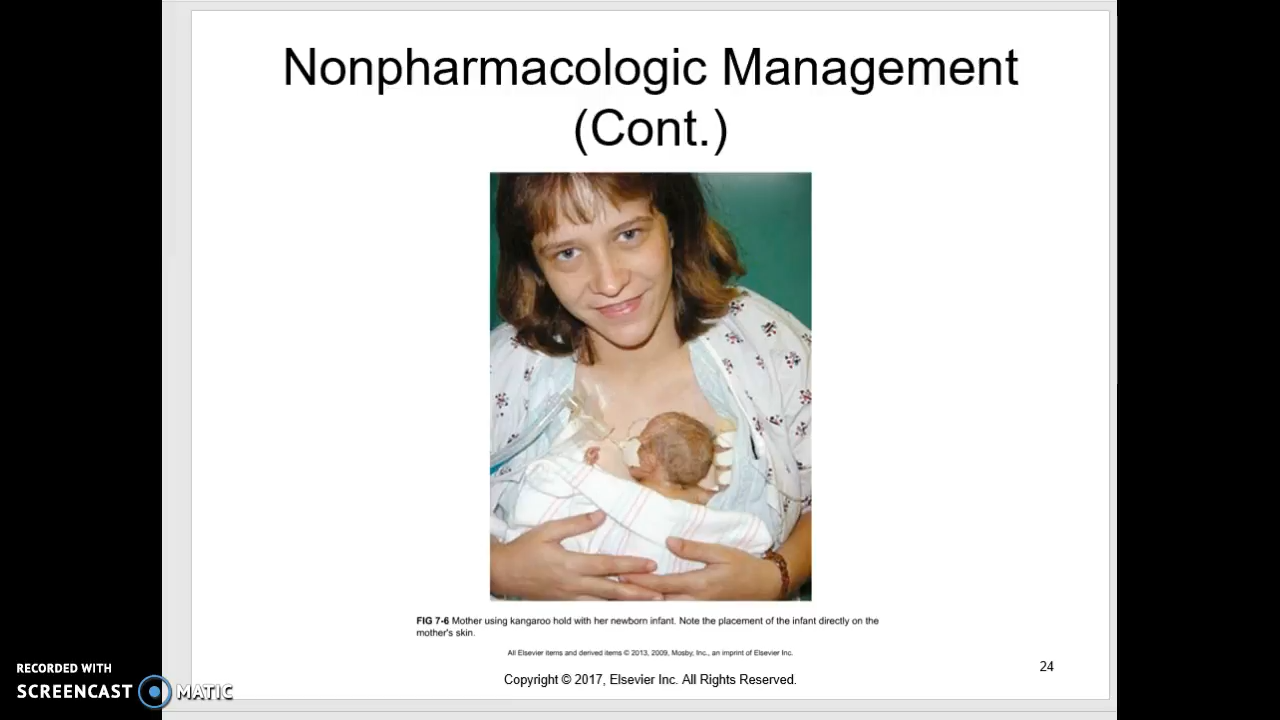 Nonpharmacologic Management
(Cont.)
FIG 7-6 Mother using kangaroo hold with her newborn infant. Note the placement of the infant directly on the
mother's skin.
All Elsevier items and derived items © 2013, 2009, Mosby, Inc., an imprint of Elsevier Inc.
Copyright © 2017, Elsevier Inc. All Rights Reserved.
24
RECORDED WITH
SCREENCAST MATIC